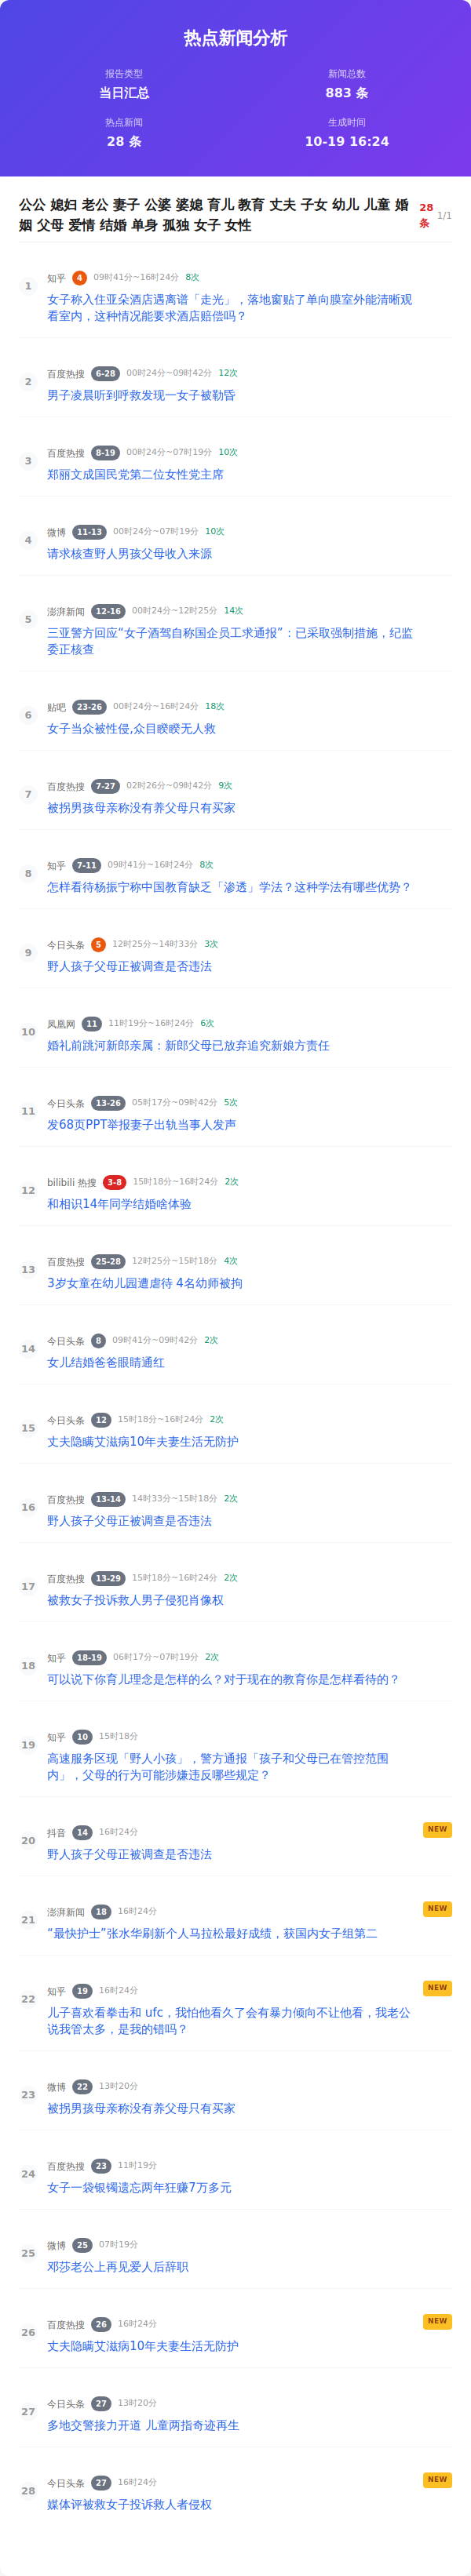 热点新闻分析
报告类型
新闻总数
当日汇总
883 条
热点新闻
生成时间
28 条
10-19 16:24
公公 媳妇 老公 妻子 公婆 婆媳 育儿 教育 丈夫 子女 幼儿 儿童 婚
姻 父母 爱情 结婚 单身 孤独 女子 女性
28
条
1/1
1
知乎 4 09时41分~16时24分 8次
女子称入住亚朵酒店遇离谱「走光」，落地窗贴了单向膜室外能清晰观
看室内，这种情况能要求酒店赔偿吗？
2
百度热搜 6-28 00时24分~09时42分 12次
男子凌晨听到呼救发现一女子被勒昏
3
百度热搜 8-19 00时24分~07时19分 10次
郑丽文成国民党第二位女性党主席
4
微博 11-13 00时24分~07时19分 10次
请求核查野人男孩父母收入来源
5
澎湃新闻 12-16 00时24分~12时25分 14次
三亚警方回应“女子酒驾自称国企员工求通报”：已采取强制措施，纪监
委正核查
6
贴吧 23-26 00时24分~16时24分 18次
女子当众被性侵,众目睽睽无人救
7
百度热搜 7-27 02时26分~09时42分 9次
被拐男孩母亲称没有养父母只有买家
8
知乎 7-11 09时41分~16时24分 8次
怎样看待杨振宁称中国教育缺乏「渗透」学法？这种学法有哪些优势？
9
今日头条 5 12时25分~14时33分 3次
野人孩子父母正被调查是否违法
10
凤凰网 11 11时19分~16时24分 6次
婚礼前跳河新郎亲属：新郎父母已放弃追究新娘方责任
11
今日头条 13-26 05时17分~09时42分 5次
发68页PPT举报妻子出轨当事人发声
12
bilibili 热搜 3-8 15时18分~16时24分 2次
和相识14年同学结婚啥体验
13
百度热搜 25-28 12时25分~15时18分 4次
3岁女童在幼儿园遭虐待 4名幼师被拘
14
今日头条 8 09时41分~09时42分 2次
女儿结婚爸爸眼睛通红
15
今日头条 12 15时18分~16时24分 2次
丈夫隐瞒艾滋病10年夫妻生活无防护
16
百度热搜 13-14 14时33分~15时18分 2次
野人孩子父母正被调查是否违法
17
百度热搜 13-29 15时18分~16时24分 2次
被救女子投诉救人男子侵犯肖像权
18
知乎 18-19 06时17分~07时19分 2次
可以说下你育儿理念是怎样的么？对于现在的教育你是怎样看待的？
19
知乎 10 15时18分
高速服务区现「野人小孩」，警方通报「孩子和父母已在管控范围
内」，父母的行为可能涉嫌违反哪些规定？
20
抖音 14 16时24分
NEW
野人孩子父母正被调查是否违法
21
澎湃新闻 18 16时24分
NEW
“最快护士”张水华刷新个人马拉松最好成绩，获国内女子组第二
22
知乎 19 16时24分
NEW
儿子喜欢看拳击和 ufc，我怕他看久了会有暴力倾向不让他看，我老公
说我管太多，是我的错吗？
23
微博 22 13时20分
被拐男孩母亲称没有养父母只有买家
24
百度热搜 23 11时19分
女子一袋银镯遗忘两年狂赚7万多元
25
微博 25 07时19分
邓莎老公上再见爱人后辞职
26
百度热搜 26 16时24分
NEW
丈夫隐瞒艾滋病10年夫妻生活无防护
27
今日头条 27 13时20分
多地交警接力开道 儿童两指奇迹再生
28
今日头条 27 16时24分
NEW
媒体评被救女子投诉救人者侵权